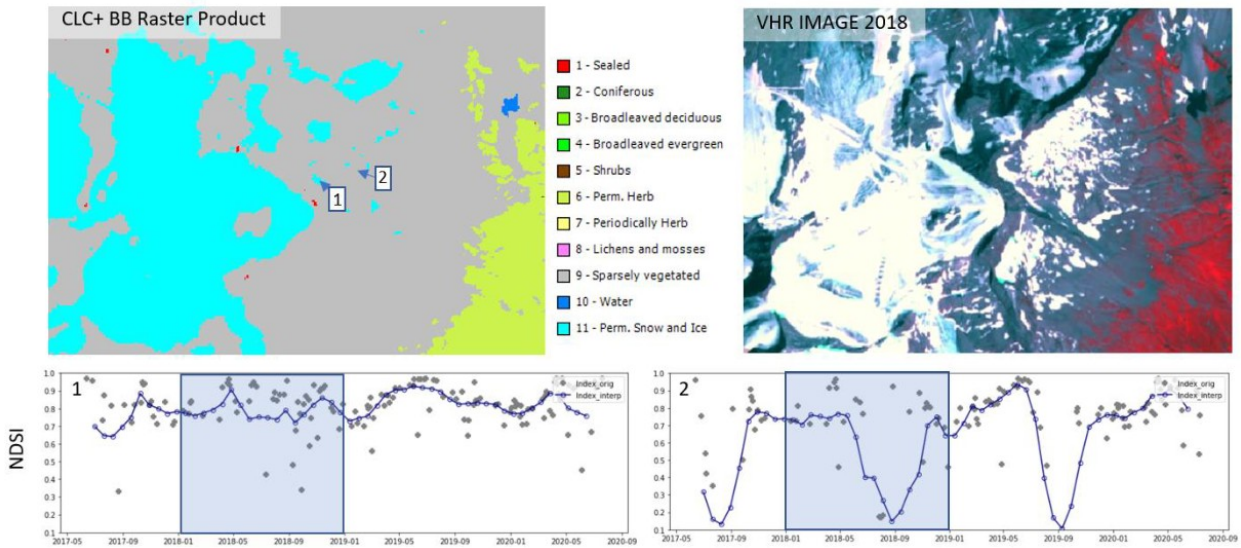 CLC+ BB Raster Product
VHR IMAGE 2018
1 - Sealed
2 - Coniferous
3 - Broadleaved deciduous
4 - Broadleaved evergreen
5 - Shrubs
6 - Perm. Herb
7 - Periodically Herb
8 - Lichens and mosses
9 - Sparsely vegetated
10 - Water
11 - Perm. Snow and Ice
2
1
NDSI
1
Index_orig
Index_interp
1.0
0.9
0.8
0.7
0.6
0.5
0.4
0.3
0.2
0.1
2017-05 2017-09 2018-01 2018-05 2018-09 2019-01 2019-05 2019-09 2020-01 2020-05 2020-09
2
Index_orig
Index_interp
1.0
0.9
0.8
0.7
0.6
0.5
0.4
0.3
0.2
0.1
2017-05 2017-09 2018-01 2018-05 2018-09 2019-01 2019-05 2019-09 2020-01 2020-05 2020-09